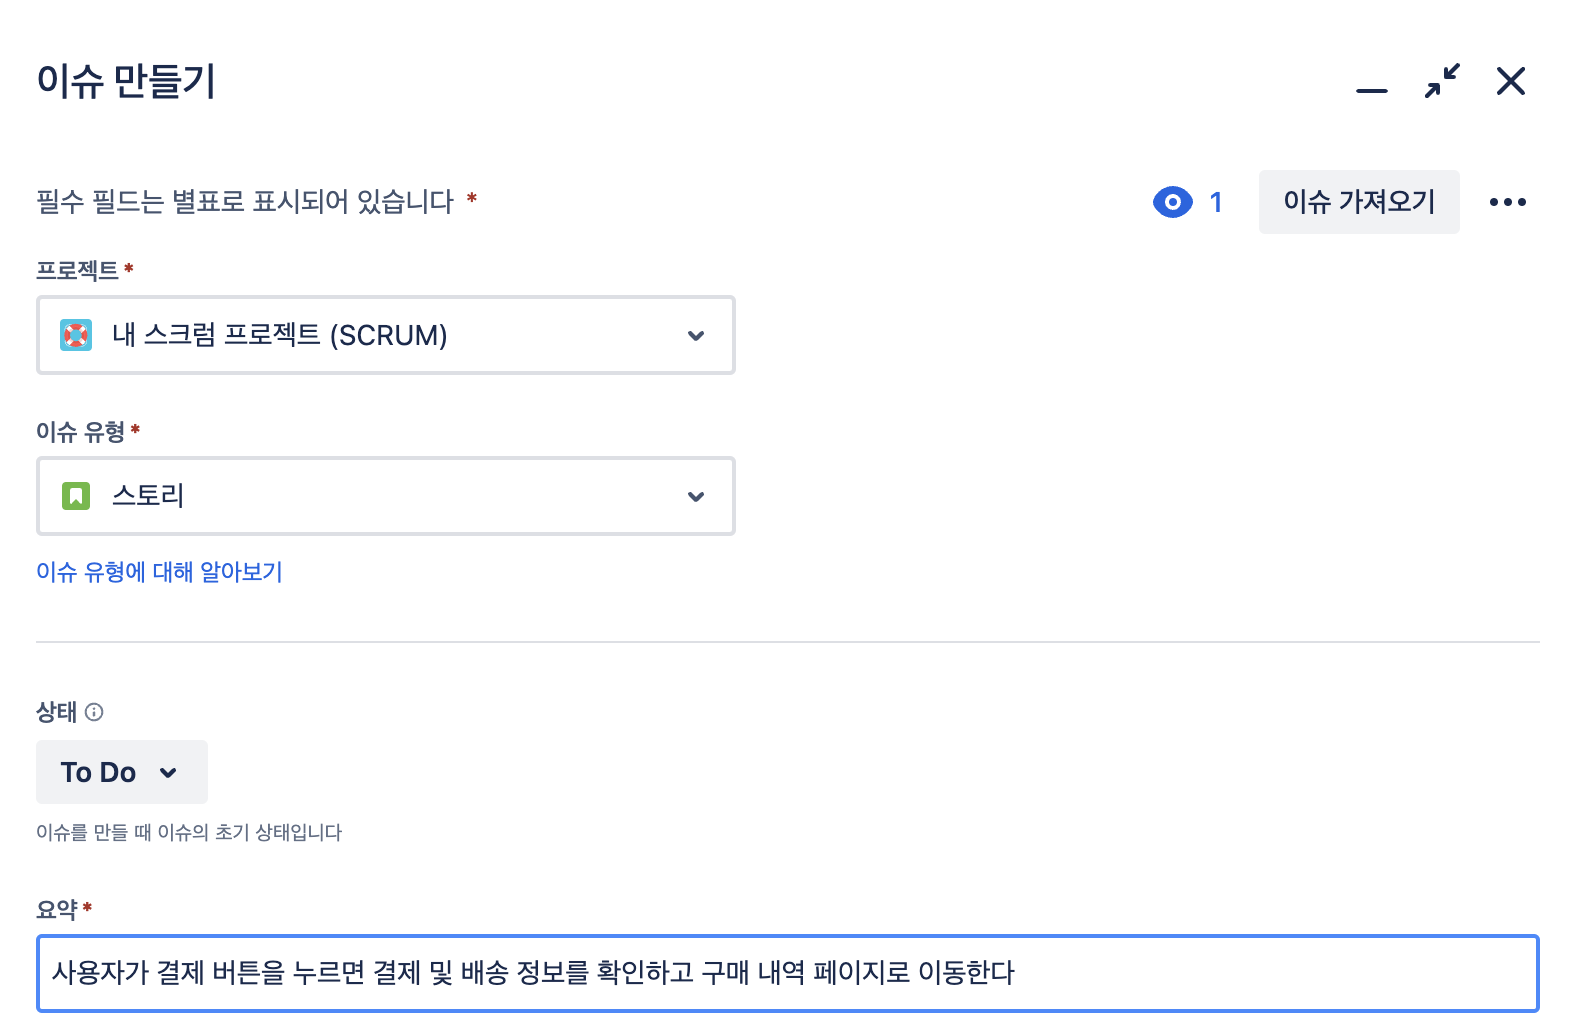 이슈 만들기
필수 필드는 별표로 표시되어 있습니다 *
1
이슈 가져오기
프로젝트 *
내 스크럼 프로젝트 (SCRUM)
이슈 유형 *
스토리
이슈 유형에 대해 알아보기
상태
To Do
이슈를 만들 때 이슈의 초기 상태입니다
요약 *
사용자가 결제 버튼을 누르면 결제 및 배송 정보를 확인하고 구매 내역 페이지로 이동한다